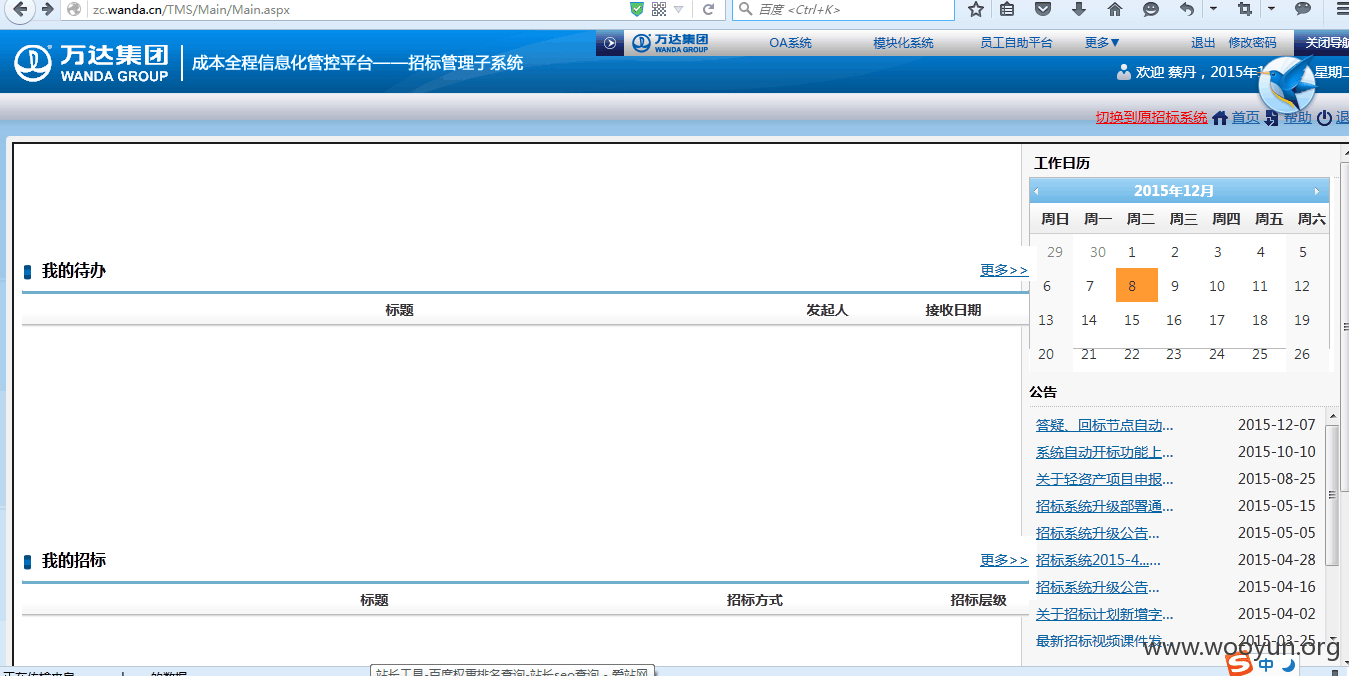 zc.wanda.cn/TMS/Main/Main.aspx
百度 <Ctrl+K>
万达集团
WANDA GROUP
成本全程信息化管控平台——招标管理子系统
万达集团
WANDA GROUP
OA系统 模块化系统 员工自助平台 更多▼ 退出 修改密码 关闭导航
欢迎 蔡丹，2015年1 星期二
切换到原招标系统 首页 帮助 退
我的待办 更多>>
标题 发起人 接收日期
我的招标 更多>>
标题 招标方式 招标层级
工作日历
2015年12月
周日 周一 周二 周三 周四 周五 周六
29 30 1 2 3 4 5
6 7 8 9 10 11 12
13 14 15 16 17 18 19
20 21 22 23 24 25 26
公告
答疑、回标节点自动... 2015-12-07
系统自动开标功能上... 2015-10-10
关于轻资产项目申报... 2015-08-25
招标系统升级部署通... 2015-05-15
招标系统升级公告... 2015-05-05
招标系统2015-4...... 2015-04-28
招标系统升级公告... 2015-04-16
关于招标计划新增字... 2015-04-02
最新招标视频课件发... 2015-03-25
www.wooyun.org
站长工具-百度权重排名查询-站长seo查询 - 爱站网
中